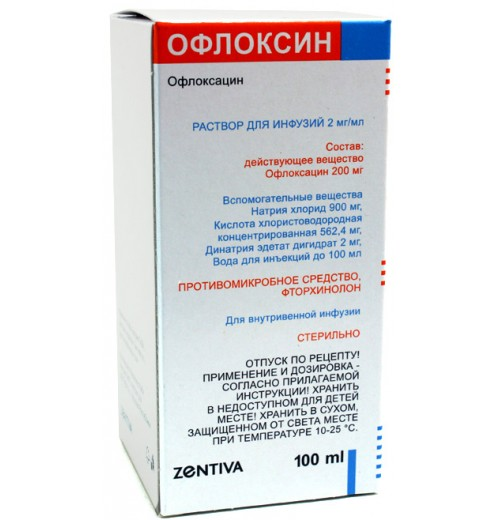 ОФЛОКСИН
Офлоксацин
РАСТВОР ДЛЯ ИНФУЗИЙ 2 мг/мл
Состав:
действующее вещество
Офлоксацин 200 мг
Вспомогательные вещества
Натрия хлорид 900 мг,
Кислота хлористоводородная
концентрированная 562,4 мг,
Динатрия эдетат дигидрат 2 мг,
Вода для инъекций до 100 мл
ПРОТИВОМИКРОБНОЕ СРЕДСТВО,
ФТОРХИНОЛОН
Для внутривенной инфузии
СТЕРИЛЬНО
ОТПУСК ПО РЕЦЕПТУ!
ПРИМЕНЕНИЕ И ДОЗИРОВКА -
СОГЛАСНО ПРИЛАГАЕМОЙ
ИНСТРУКЦИИ! ХРАНИТЬ
В НЕДОСТУПНОМ ДЛЯ ДЕТЕЙ
МЕСТЕ! ХРАНИТЬ В СУХОМ,
ЗАЩИЩЕННОМ ОТ СВЕТА МЕСТЕ
ПРИ ТЕМПЕРАТУРЕ 10-25 °C.
ZENTIVA 100 ml